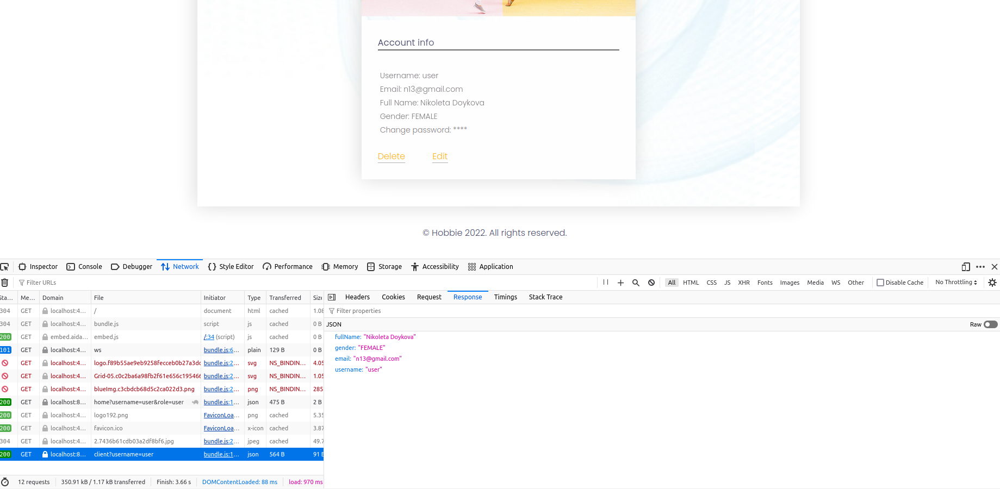 Account info
Username: user
Email: n13@gmail.com
Full Name: Nikoleta Doykova
Gender: FEMALE
Change password: ****
Delete Edit
© Hobbie 2022. All rights reserved.
Inspector Console Debugger Network Style Editor Performance Memory Storage Accessibility Application
Filter URLs
All HTML CSS JS XHR Fonts Images Media WS Other Disable Cache No Throttling
Sta... Me... Domain File Initiator Type Transferred Siz
304 GET localhost:4... / document html cached 1.08
304 GET localhost:4... bundle.js script js cached 0 B
200 GET embed.aida... embed.js /:34 (script) js cached 0 B
101 GET localhost:4... ws bundle.js:6... plain 129 B 0 B
GET localhost:4... logo.f89b55ae9eb9258fecceb0b27a3dc bundle.js:2... svg NS_BINDIN... 4.05
GET localhost:4... Grid-05.c0c2ba6a98fb2f61e656c195466 bundle.js:2... svg NS_BINDIN... 1.05
GET localhost:4... blueImg.c3cbdcb68d5c2ca022d3.png bundle.js:2... png NS_BINDIN... 285
200 GET localhost:8... home?username=user&role=user bundle.js:1... json 475 B 2 B
200 GET localhost:4... logo192.png FaviconLoa... png cached 5.35
200 GET localhost:4... favicon.ico FaviconLoa... x-icon cached 3.87
304 GET localhost:4... 2.7436b61cdb03a2df8bf6.jpg bundle.js:2... jpeg cached 49.7
200 GET localhost:8... client?username=user bundle.js:1... json 564 B 91 B
12 requests 350.91 kB / 1.17 kB transferred Finish: 3.66 s DOMContentLoaded: 88 ms load: 970 ms
Headers Cookies Request Response Timings Stack Trace
Filter properties
JSON Raw
fullName: "Nikoleta Doykova"
gender: "FEMALE"
email: "n13@gmail.com"
username: "user"